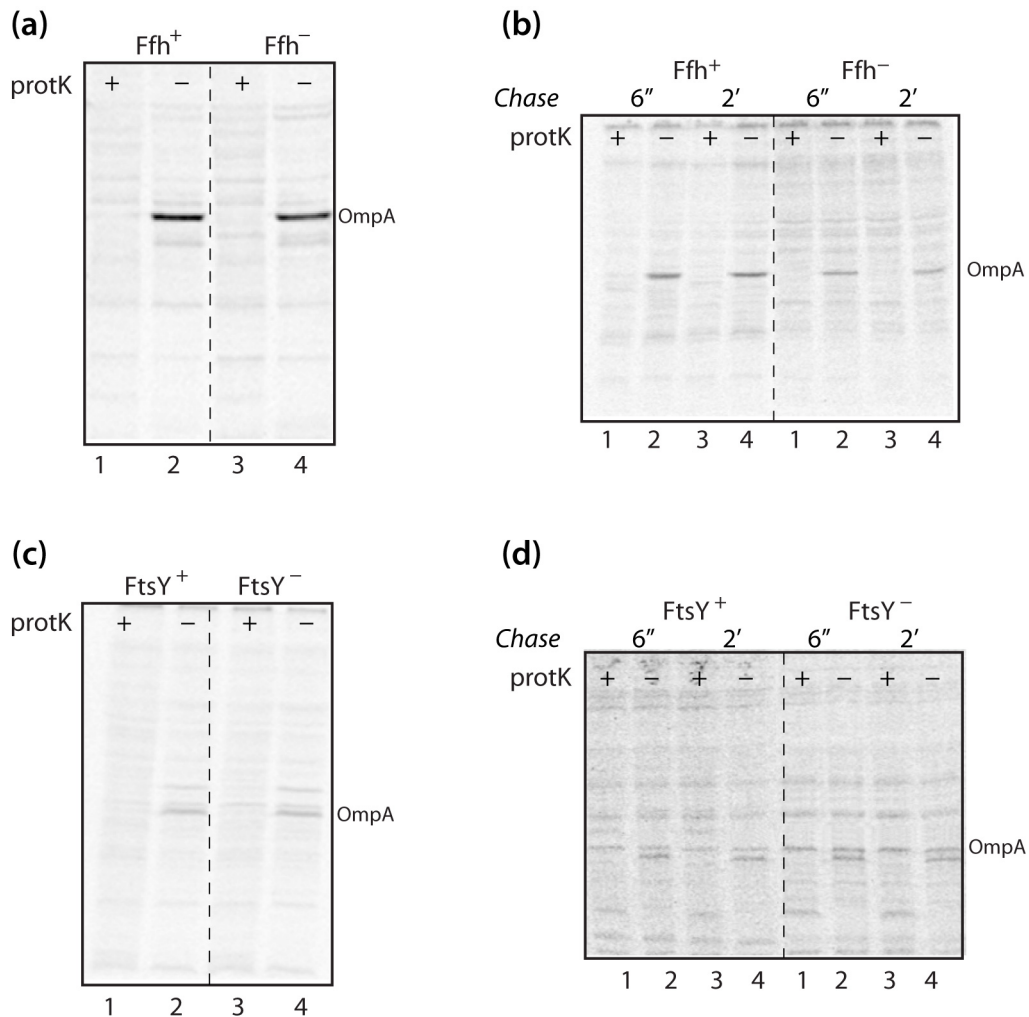 (a)
Ffh+ Ffh−
protK + − + −
OmpA
1 2 3 4
(b)
Ffh+ Ffh−
Chase 6″ 2′ 6″ 2′
protK + − + − + − + −
OmpA
1 2 3 4 1 2 3 4
(c)
FtsY+ FtsY−
protK + − + −
OmpA
1 2 3 4
(d)
FtsY+ FtsY−
Chase 6″ 2′ 6″ 2′
protK + − + − + − + −
OmpA
1 2 3 4 1 2 3 4